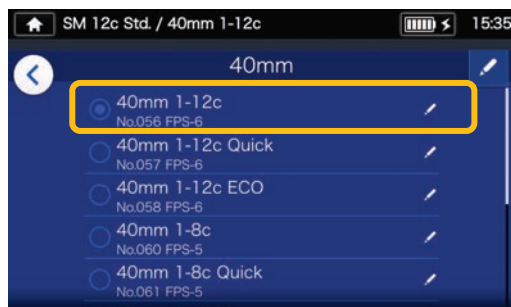 SM 12c Std. / 40mm 1-12c 15:35
40mm
40mm 1-12c
No.056 FPS-6
40mm 1-12c Quick
No.057 FPS-6
40mm 1-12c ECO
No.058 FPS-6
40mm 1-8c
No.060 FPS-5
40mm 1-8c Quick
No.061 FPS-5